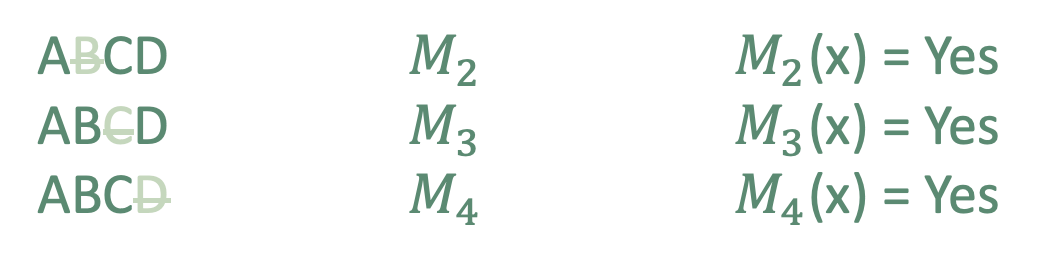 ABCD M₂ M₂(x) = Yes
ABCD M₃ M₃(x) = Yes
ABCD M₄ M₄(x) = Yes